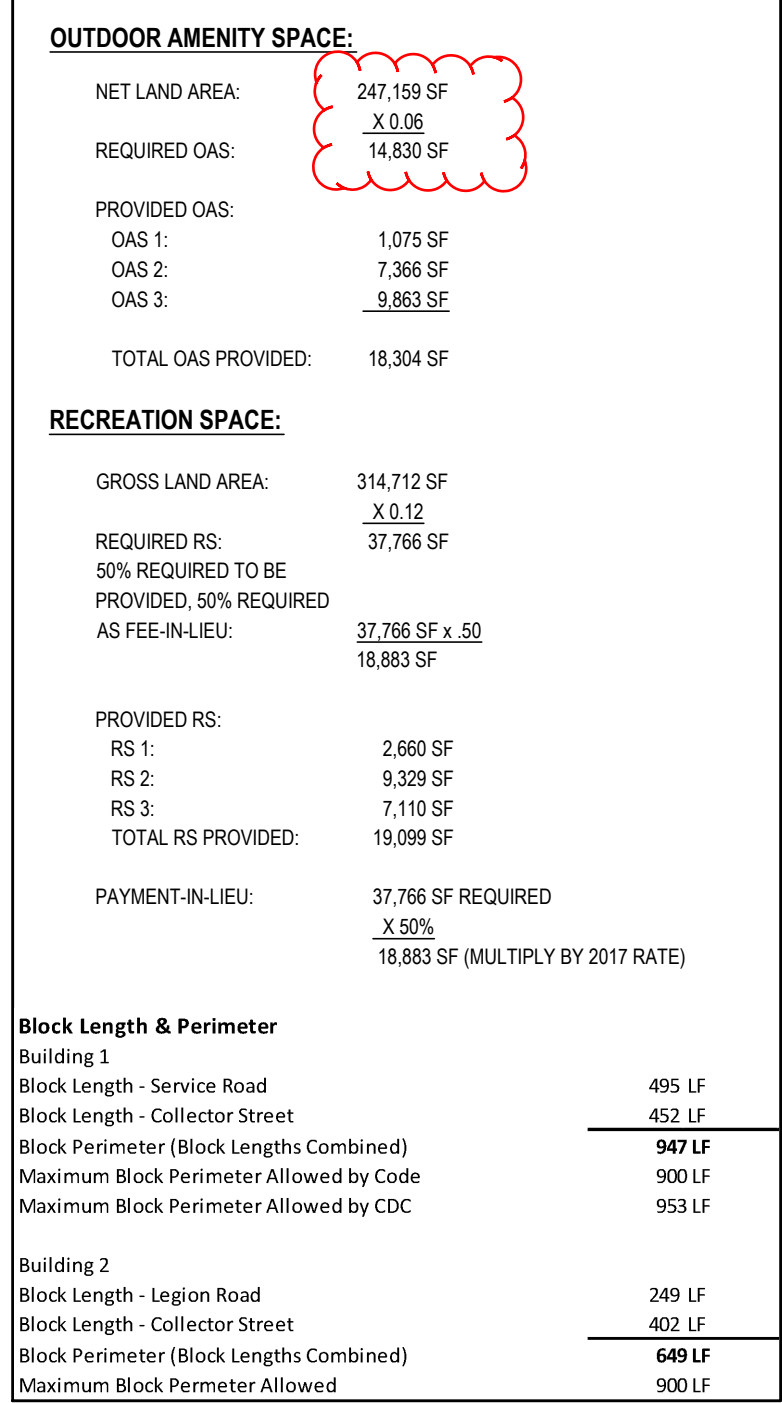 OUTDOOR AMENITY SPACE:
NET LAND AREA: 247,159 SF
X 0.06
REQUIRED OAS: 14,830 SF
PROVIDED OAS:
OAS 1: 1,075 SF
OAS 2: 7,366 SF
OAS 3: 9,863 SF
TOTAL OAS PROVIDED: 18,304 SF
RECREATION SPACE:
GROSS LAND AREA: 314,712 SF
X 0.12
REQUIRED RS: 37,766 SF
50% REQUIRED TO BE
PROVIDED, 50% REQUIRED
AS FEE-IN-LIEU: 37,766 SF x .50
18,883 SF
PROVIDED RS:
RS 1: 2,660 SF
RS 2: 9,329 SF
RS 3: 7,110 SF
TOTAL RS PROVIDED: 19,099 SF
PAYMENT-IN-LIEU: 37,766 SF REQUIRED
X 50%
18,883 SF (MULTIPLY BY 2017 RATE)
Block Length & Perimeter
Building 1
Block Length - Service Road 495 LF
Block Length - Collector Street 452 LF
Block Perimeter (Block Lengths Combined) 947 LF
Maximum Block Perimeter Allowed by Code 900 LF
Maximum Block Perimeter Allowed by CDC 953 LF
Building 2
Block Length - Legion Road 249 LF
Block Length - Collector Street 402 LF
Block Perimeter (Block Lengths Combined) 649 LF
Maximum Block Permeter Allowed 900 LF